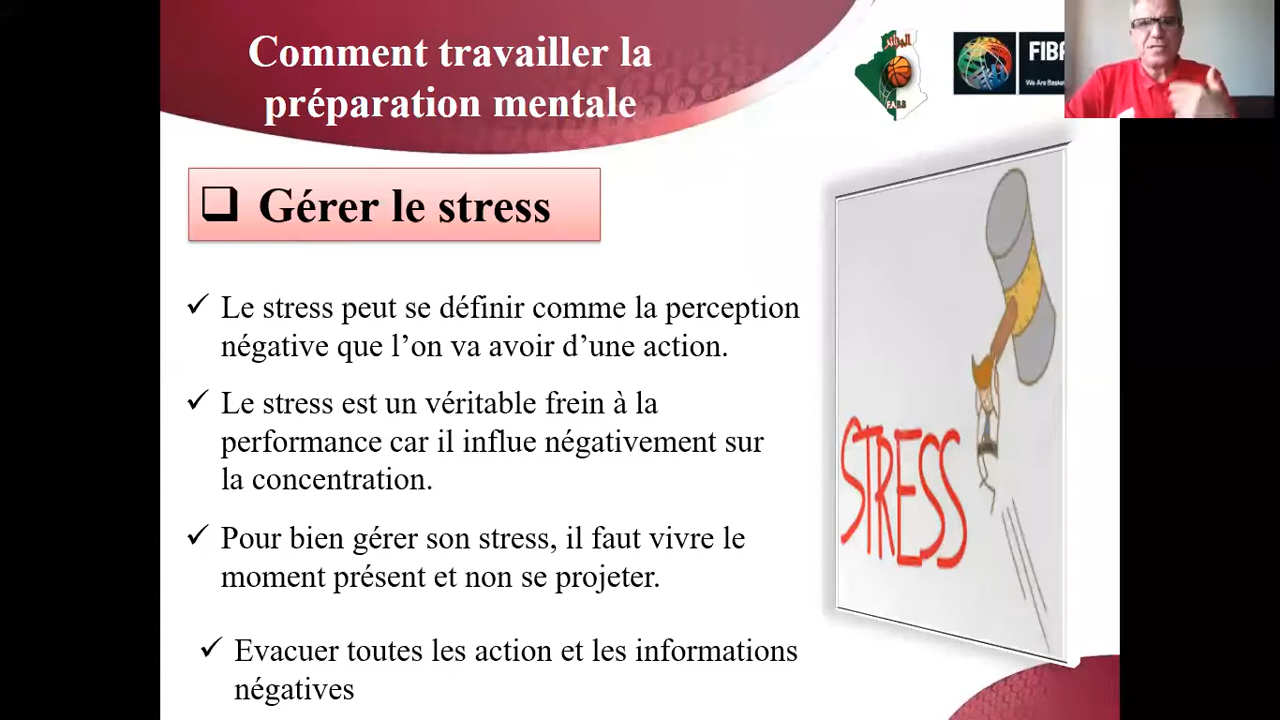 Comment travailler la
préparation mentale
الجزائر
FABB
FIBA
We Are Basket
Gérer le stress
Le stress peut se définir comme la perception
négative que l’on va avoir d’une action.
Le stress est un véritable frein à la
performance car il influe négativement sur
la concentration.
Pour bien gérer son stress, il faut vivre le
moment présent et non se projeter.
Evacuer toutes les action et les informations
négatives
STRESS